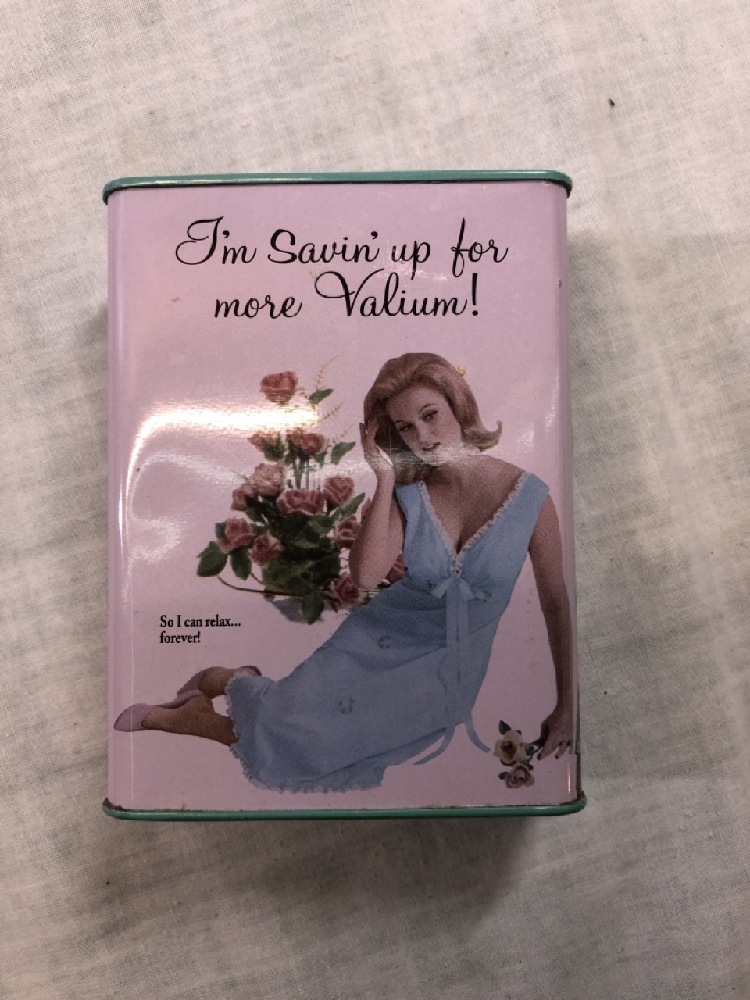 I'm Savin' up for
more Valium!
So I can relax...
forever!